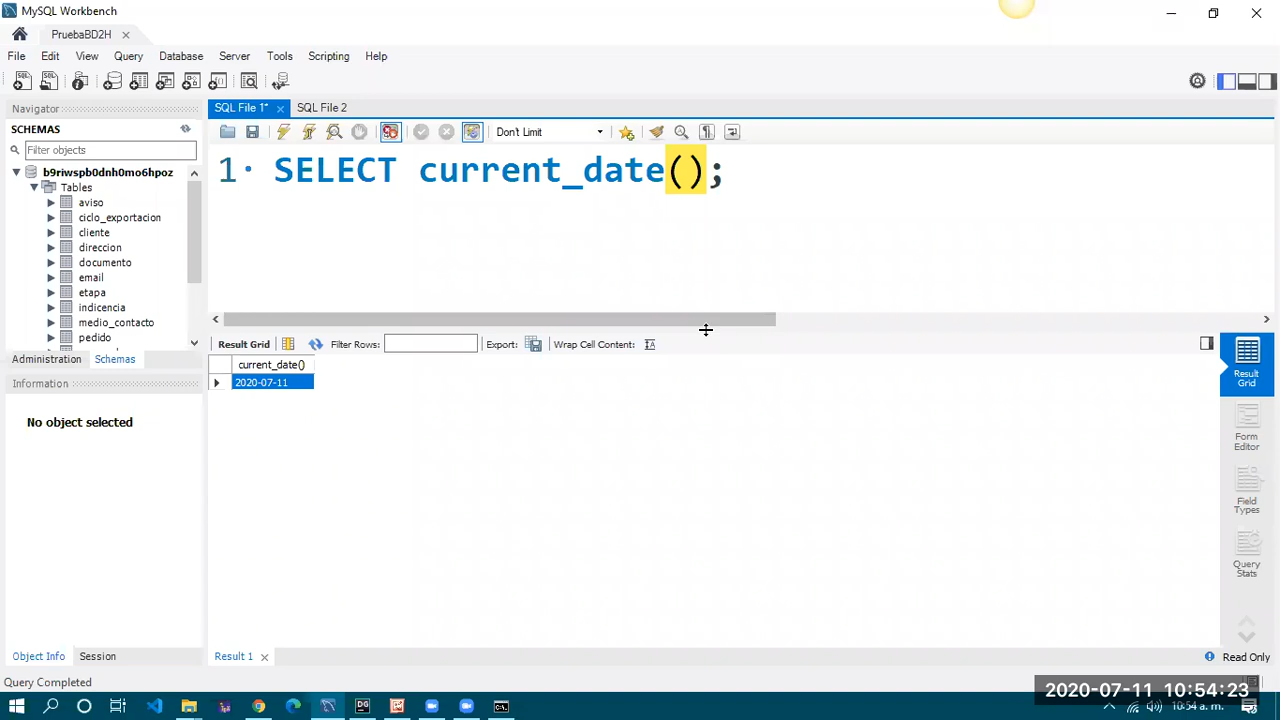 MySQL Workbench
PruebaBD2H
File Edit View Query Database Server Tools Scripting Help
Navigator
SCHEMAS
Filter objects
b9riwspb0dnh0mo6hpoz
Tables
aviso
ciclo_exportacion
cliente
direccion
documento
email
etapa
indicencia
medio_contacto
pedido
Administration Schemas
Information
No object selected
Object Info Session
SQL File 1* SQL File 2
Don't Limit
1 SELECT current_date();
Result Grid Filter Rows: Export: Wrap Cell Content:
current_date()
2020-07-11
Result Grid
Form Editor
Field Types
Query Stats
Result 1
Read Only
Query Completed
2020-07-11 10:54:23
10:54 a. m.